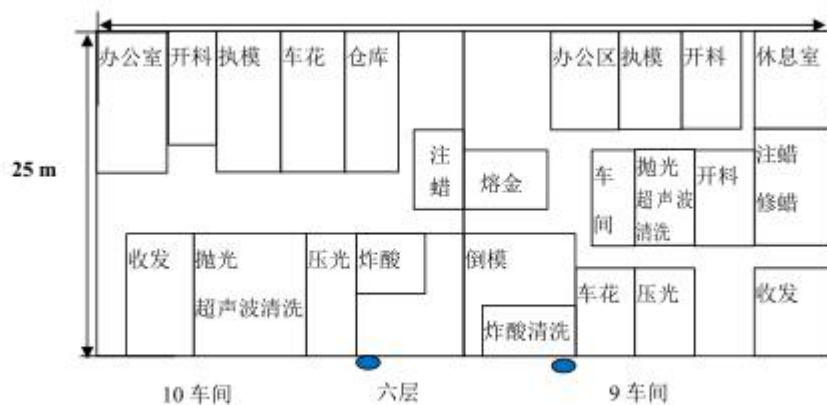 办公室 开料 执模 车花 仓库 办公区 执模 开料 休息室
25 m
注
蜡
熔金
车
间
抛光
超声波
清洗
开料
注蜡
修蜡
收发
抛光
超声波清洗
压光
炸酸
倒模
炸酸清洗
车花
压光
收发
10 车间 六层 9 车间